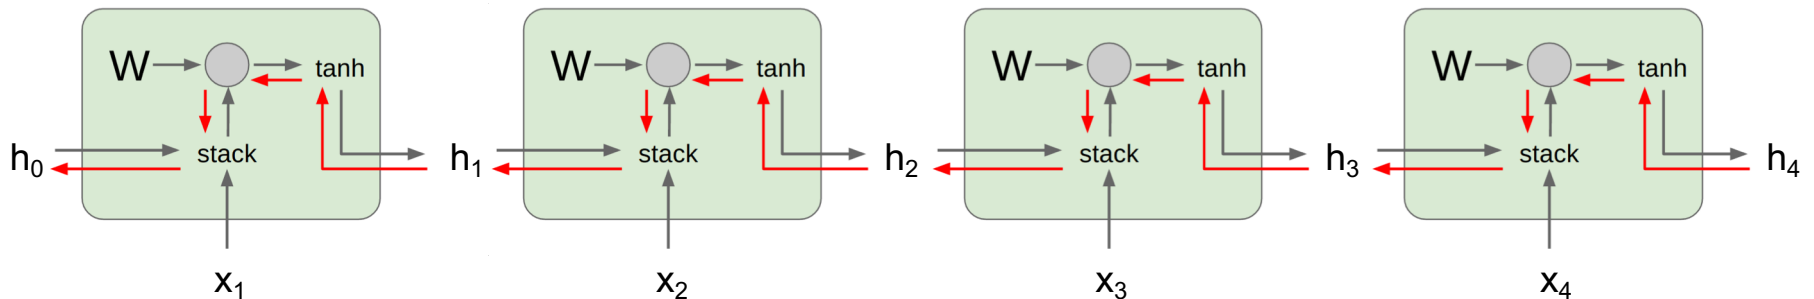 W tanh W tanh W tanh W tanh
h₀ stack h₁ stack h₂ stack h₃ stack h₄
x₁ x₂ x₃ x₄